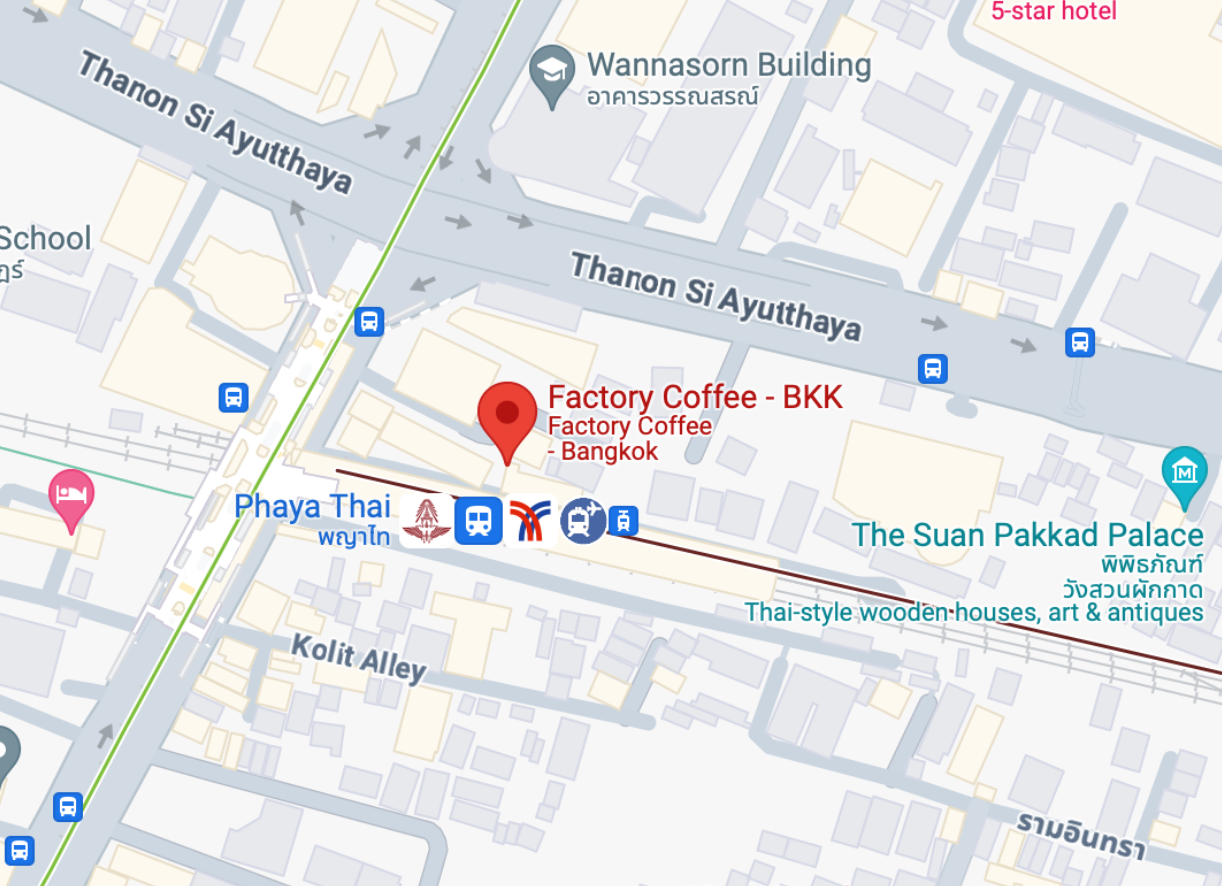 5-star hotel
Wannasorn Building
อาคารวรรณสรณ์
Thanon Si Ayutthaya
School
Thanon Si Ayutthaya
Factory Coffee - BKK
Factory Coffee
- Bangkok
Phaya Thai
พญาไท
The Suan Pakkad Palace
พิพิธภัณฑ์
วังสวนผักกาด
Thai-style wooden houses, art & antiques
Kolit Alley
รามอินทรา